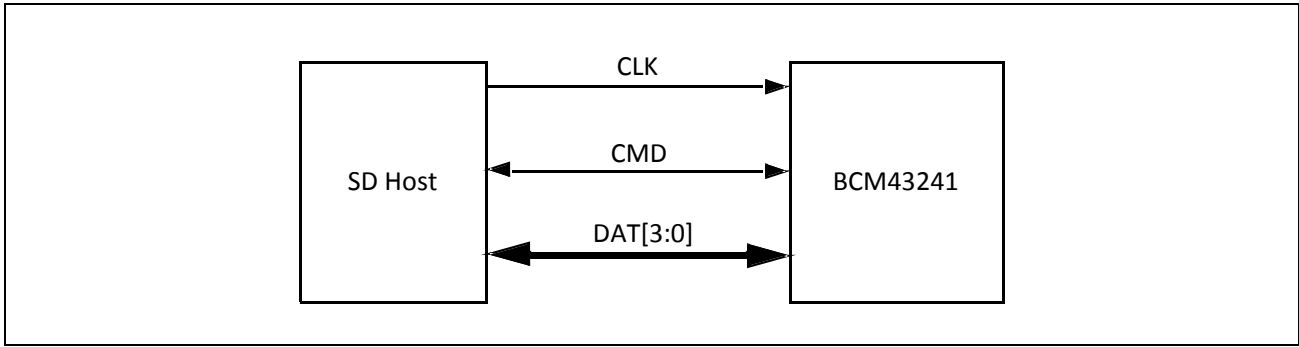 CLK
CMD
SD Host
BCM43241
DAT[3:0]